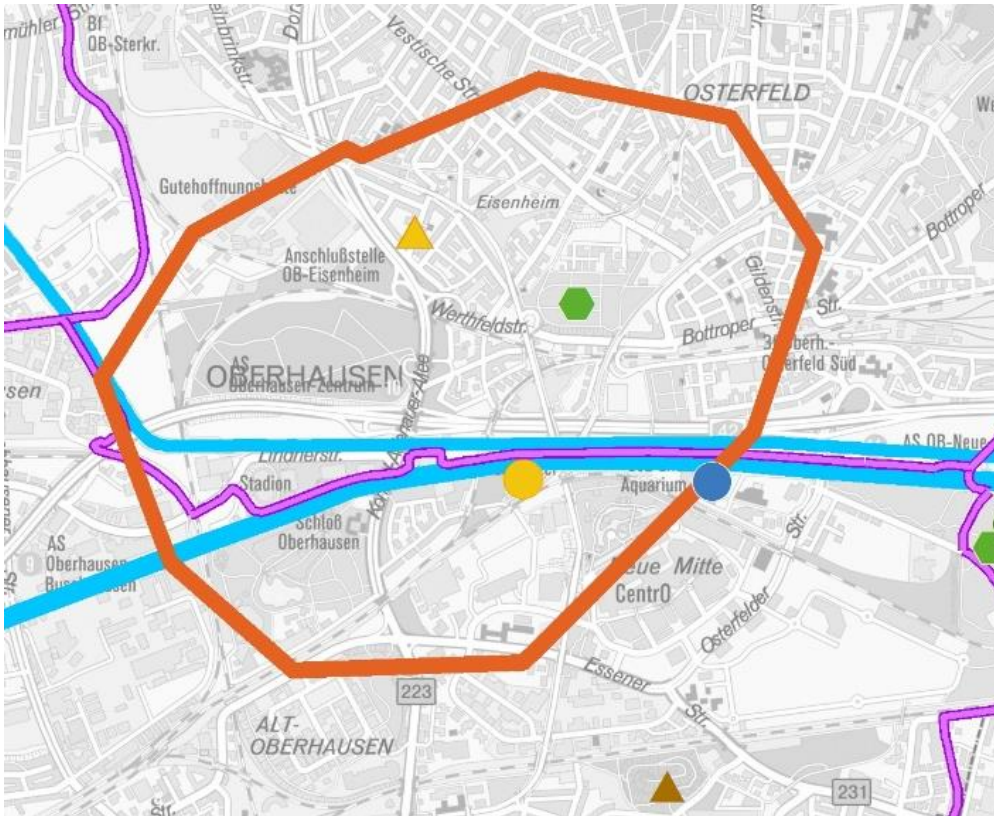 Bf
OB-Sterkr.
Vestische Str.
OSTERFELD
Gutehoffnungshütte
Eisenheim
Bottroper
Str.
Anschlußstelle
OB-Eisenheim
Gildenstr.
Werthfeldstr.
Bottroper
OBERHAUSEN
AS
Oberhausen-Zentrum
Osterfeld Süd
Lindnerstr.
AS OB-Neue
Stadion
Aquarium
Str.
Schloß
Oberhausen
AS
Oberhausen
Neue Mitte
CentrO
Osterfelder
Essener
Str.
223
ALT-
OBERHAUSEN
231
Str.